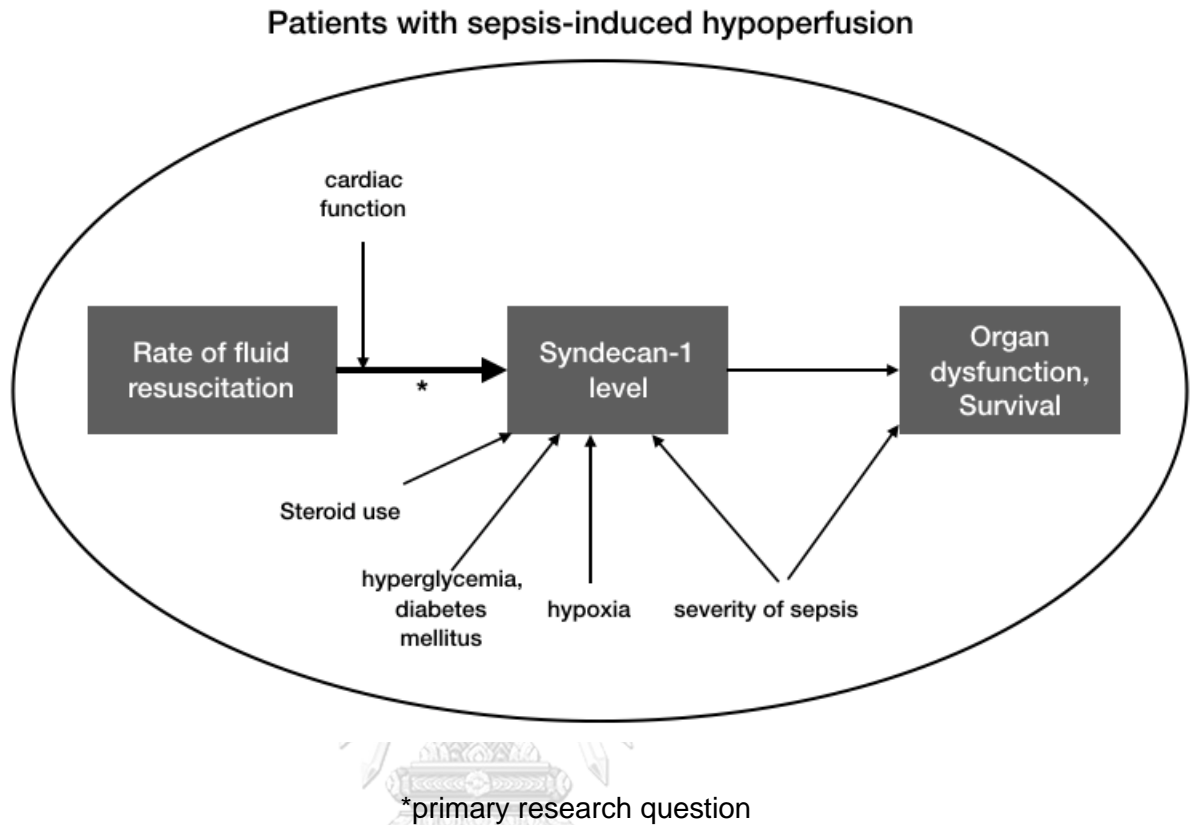 Patients with sepsis-induced hypoperfusion
cardiac
function
Rate of fluid
resuscitation
*
Syndecan-1
level
Organ
dysfunction,
Survival
Steroid use
hyperglycemia,
diabetes
mellitus
hypoxia
severity of sepsis
*primary research question